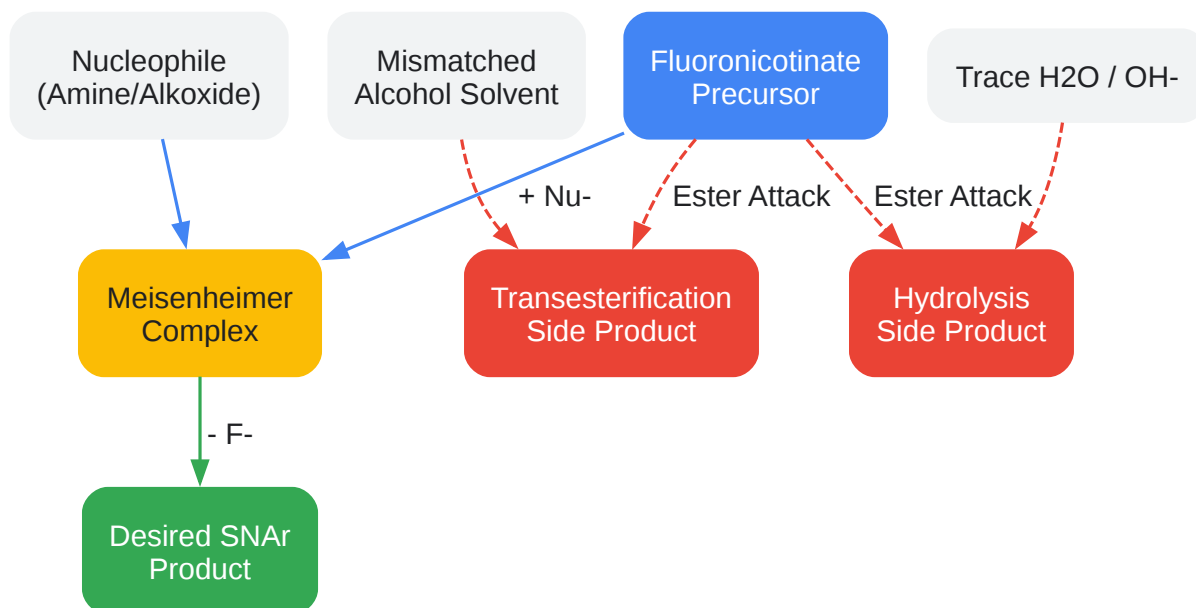 Nucleophile
(Amine/Alkoxide)
Mismatched
Alcohol Solvent
Fluoronicotinate
Precursor
Trace H2O / OH-
+ Nu-
Ester Attack
Ester Attack
Meisenheimer
Complex
Transesterification
Side Product
Hydrolysis
Side Product
- F-
Desired SNAr
Product